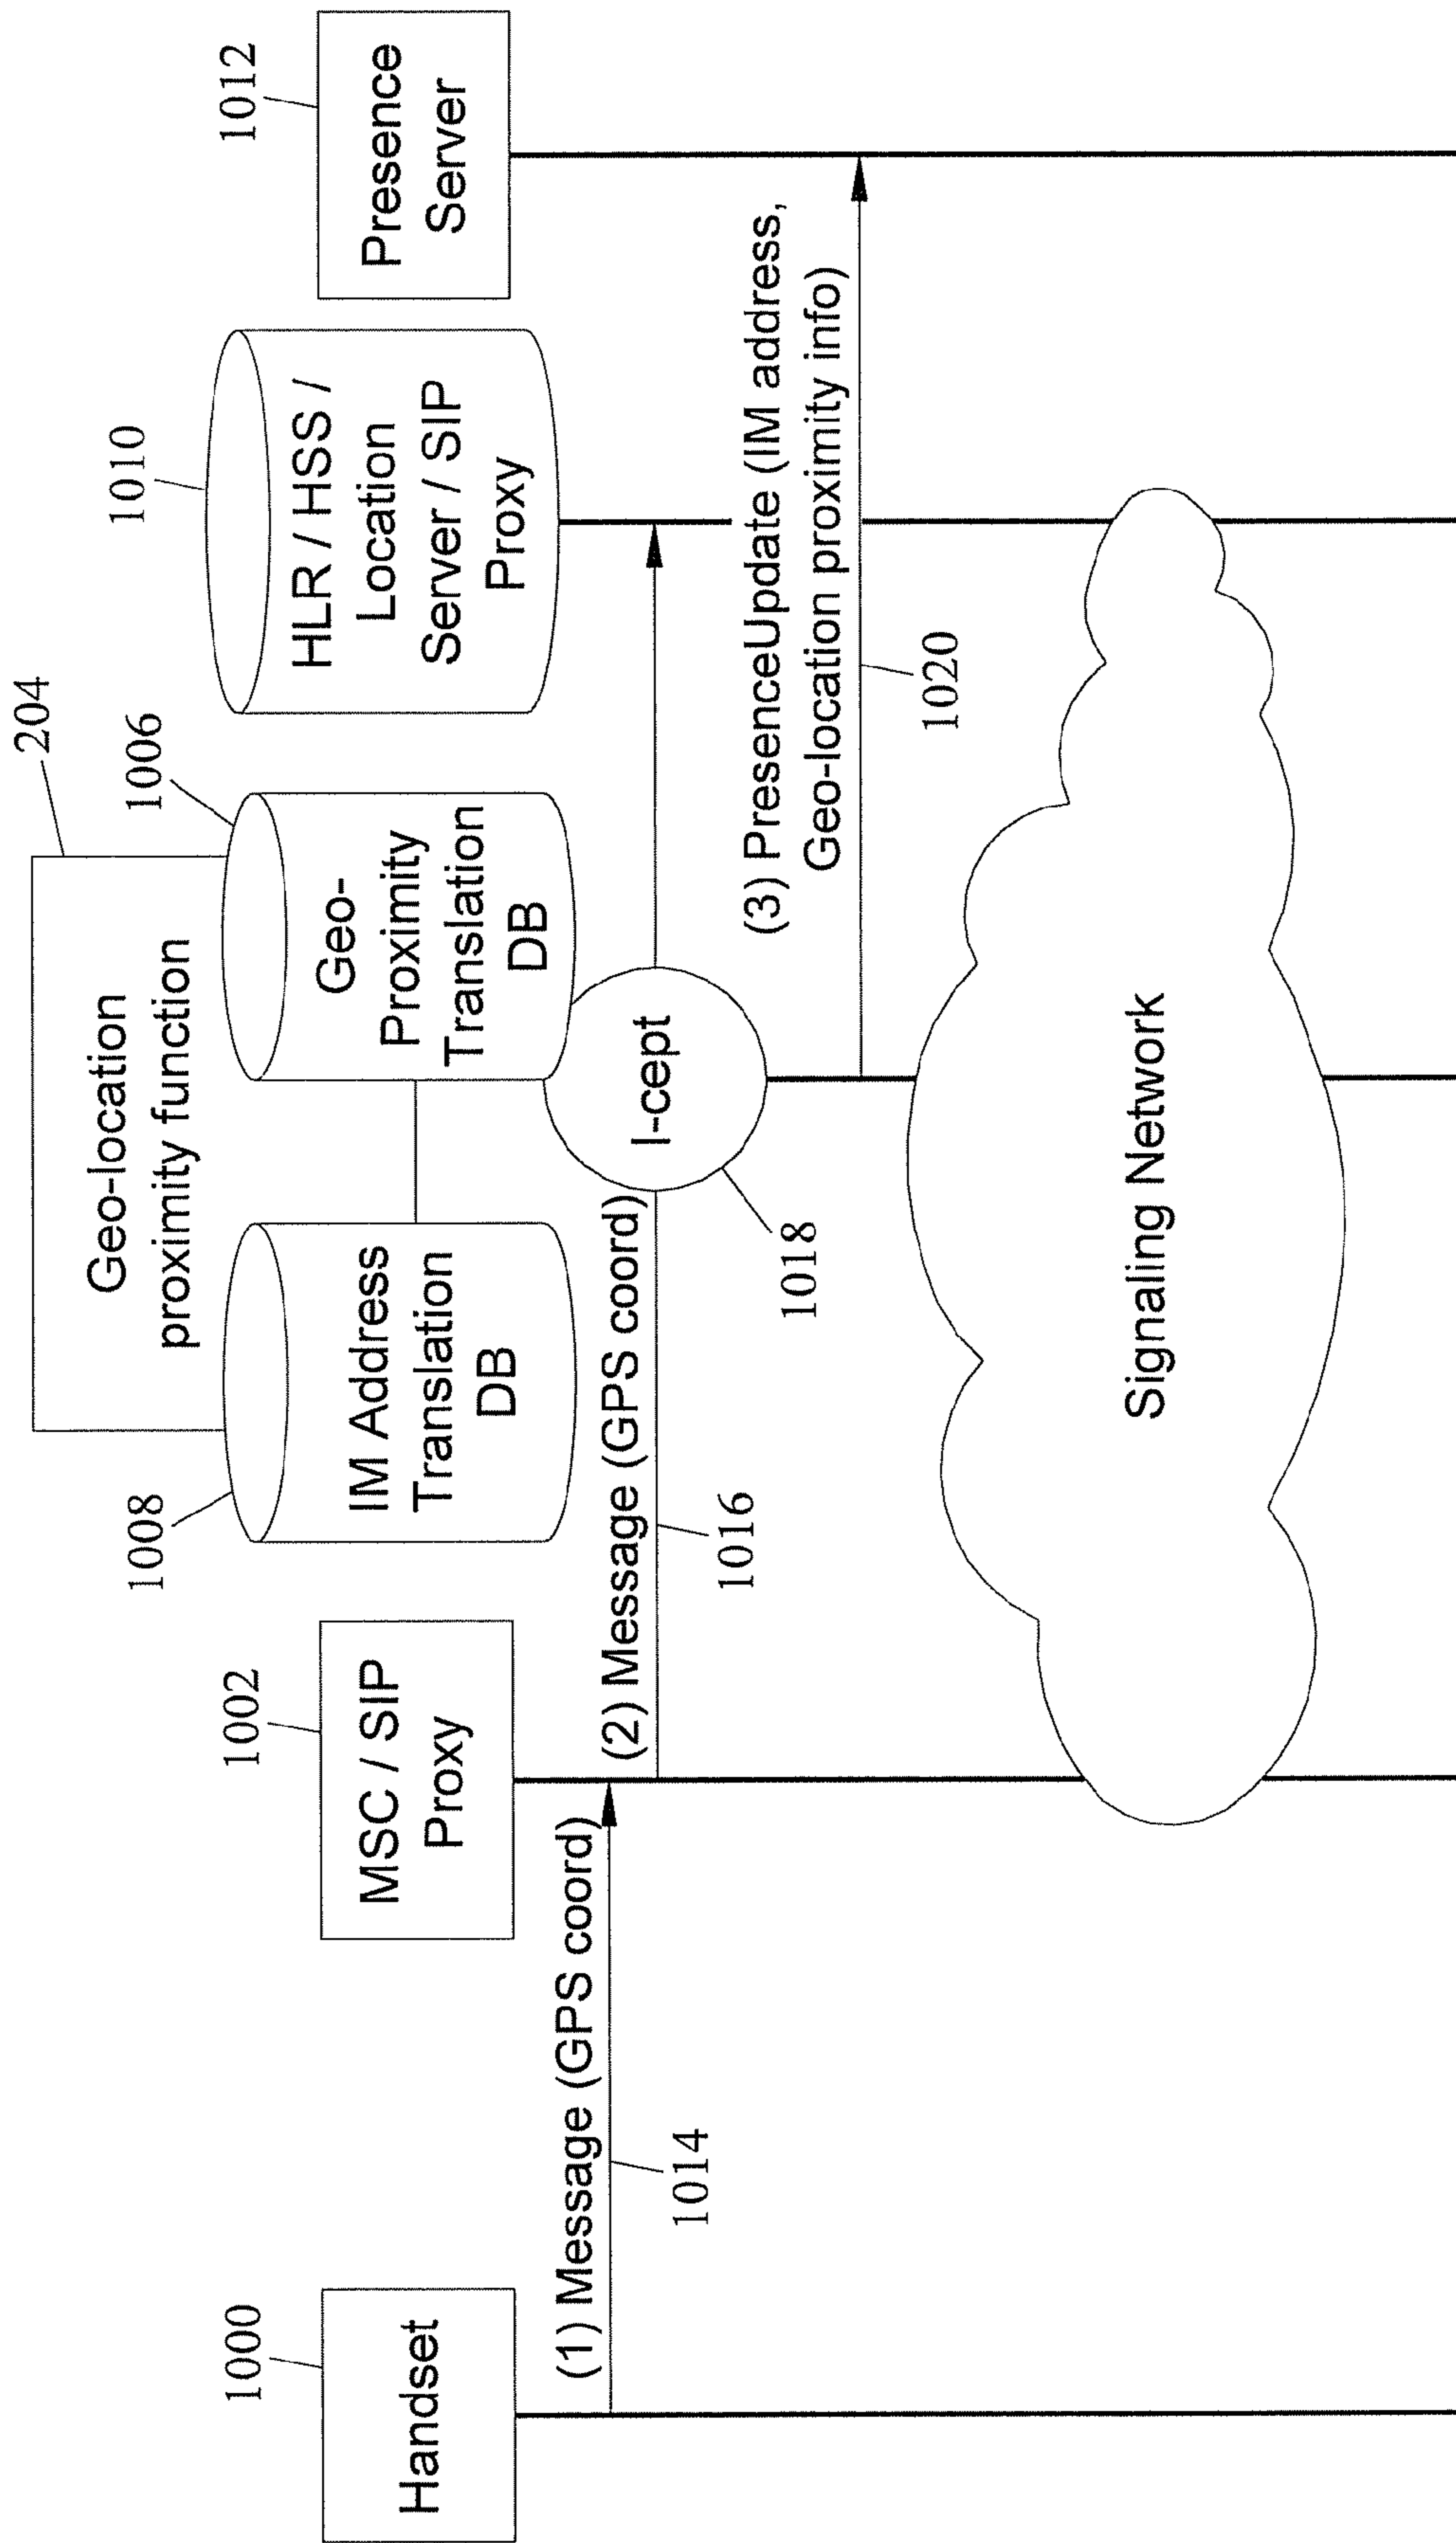 204
Geo-location
proximity function
1000
Handset
1002
MSC / SIP
Proxy
1008
IM Address
Translation
DB
1006
Geo-
Proximity
Translation
DB
1010
HLR / HSS /
Location
Server / SIP
Proxy
1012
Presence
Server
(1) Message (GPS coord)
1014
(2) Message (GPS coord)
1016
I-cept
1018
(3) PresenceUpdate (IM address,
Geo-location proximity info)
1020
Signaling Network